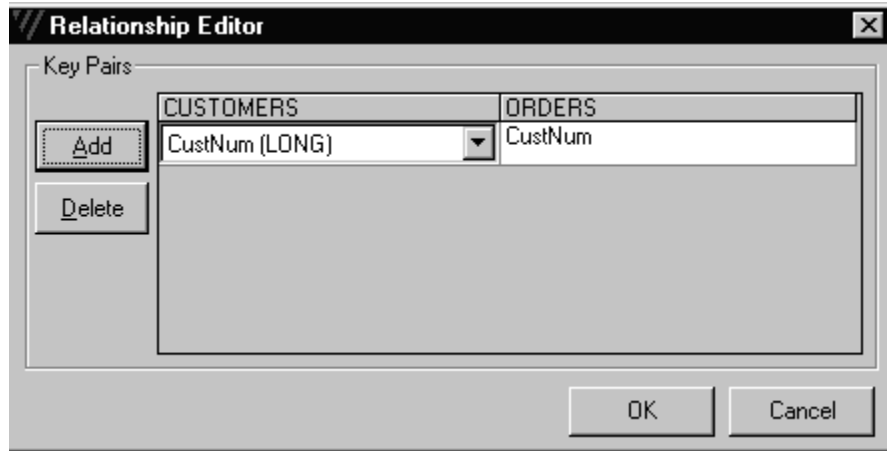 Relationship Editor
Key Pairs
CUSTOMERS ORDERS
Add CustNum (LONG) CustNum
Delete
OK Cancel